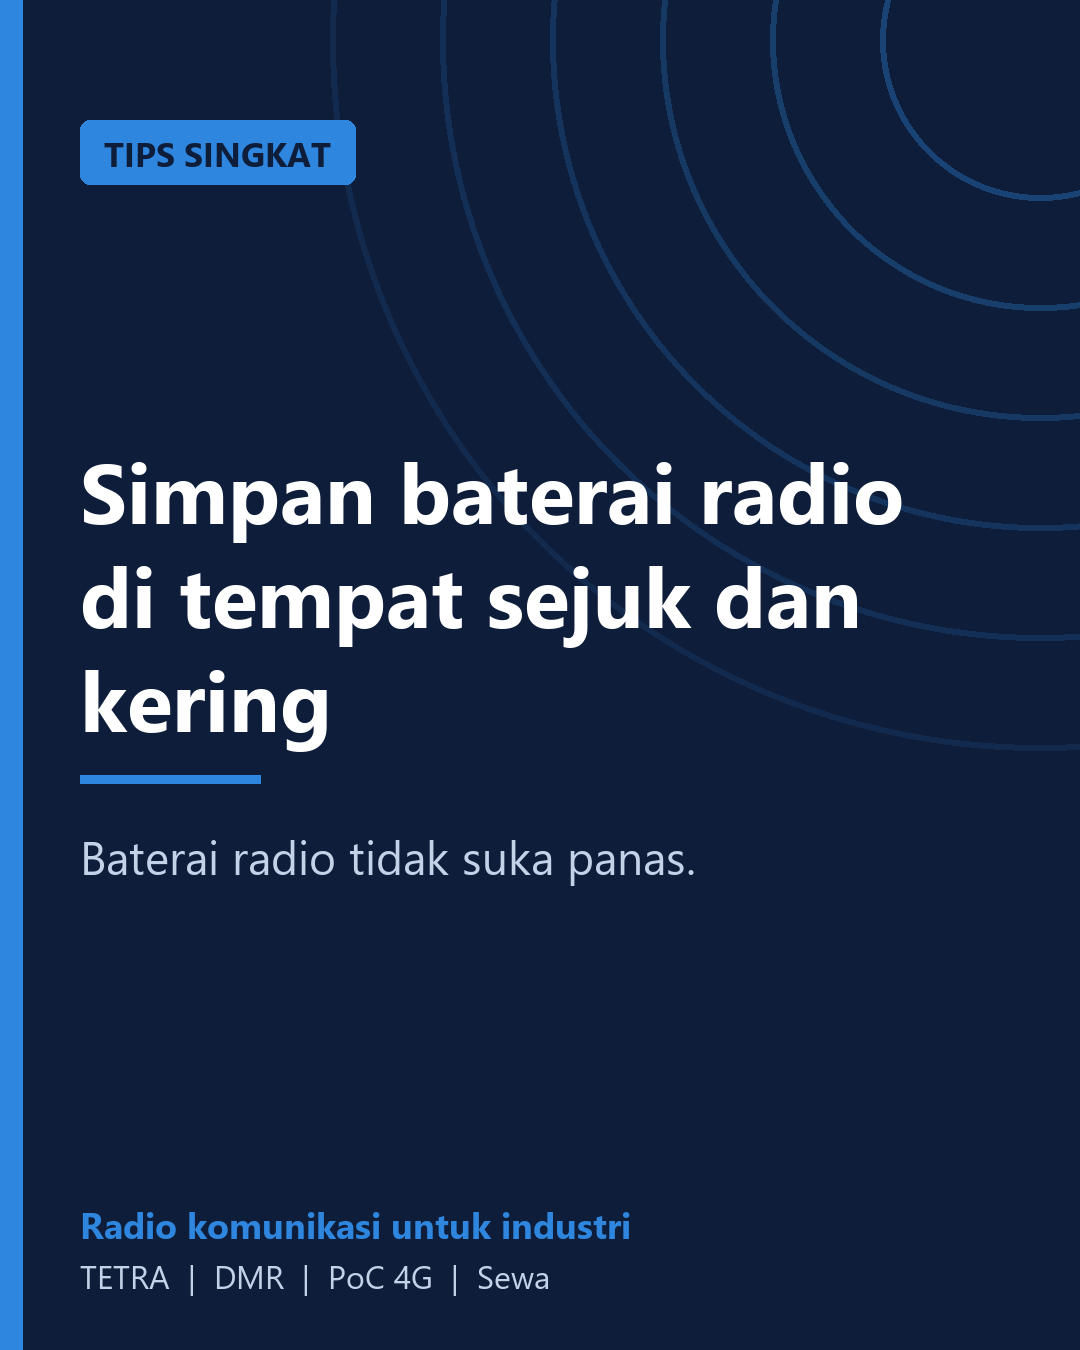 TIPS SINGKAT
Simpan baterai radio
di tempat sejuk dan
kering
Baterai radio tidak suka panas.
Radio komunikasi untuk industri
TETRA | DMR | PoC 4G | Sewa